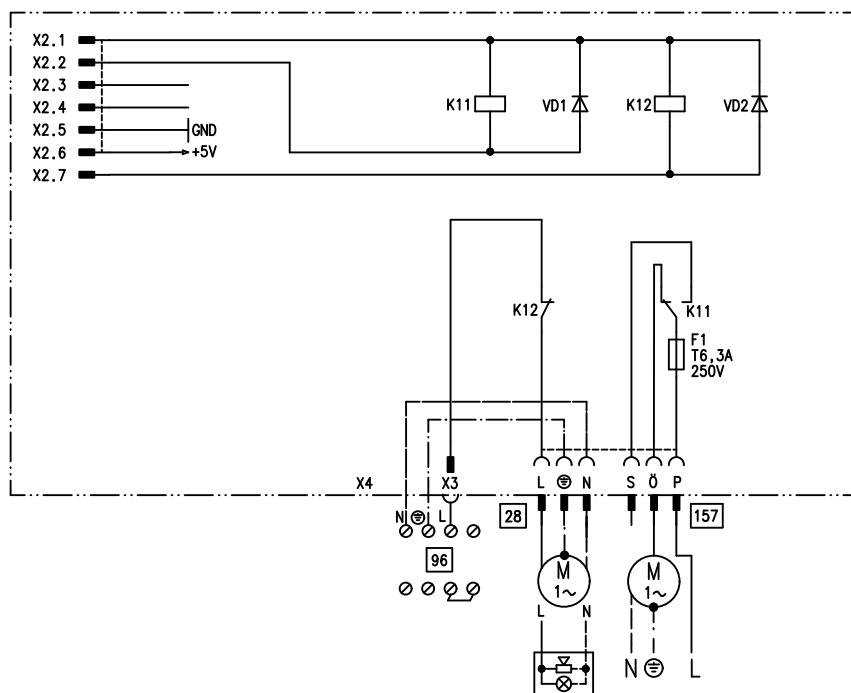 X2.1
X2.2
X2.3
X2.4
X2.5
GND
X2.6
+5V
X2.7
K11
VD1
K12
VD2
K12
K11
F1
T6,3A
250V
X4
X3
L
N
S
Ö
P
N
L
28
157
96
M
1~
M
1~
L
N
N
L